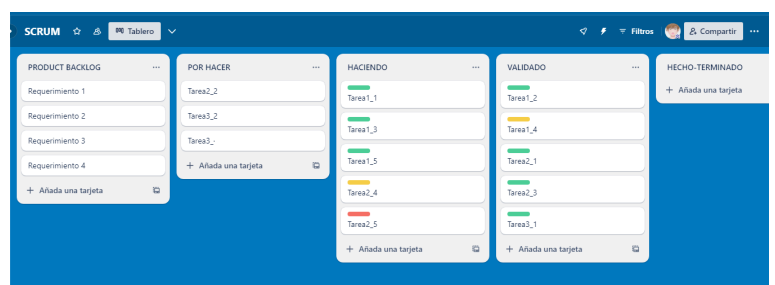 SCRUM Tablero Filtros Compartir
PRODUCT BACKLOG
Requerimiento 1
Requerimiento 2
Requerimiento 3
Requerimiento 4
+ Añada una tarjeta
POR HACER
Tarea2_2
Tarea3_2
Tarea3_-
+ Añada una tarjeta
HACIENDO
Tarea1_1
Tarea1_3
Tarea1_5
Tarea2_4
Tarea2_5
+ Añada una tarjeta
VALIDADO
Tarea1_2
Tarea1_4
Tarea2_1
Tarea2_3
Tarea3_1
+ Añada una tarjeta
HECHO-TERMINADO
+ Añada una tarjeta